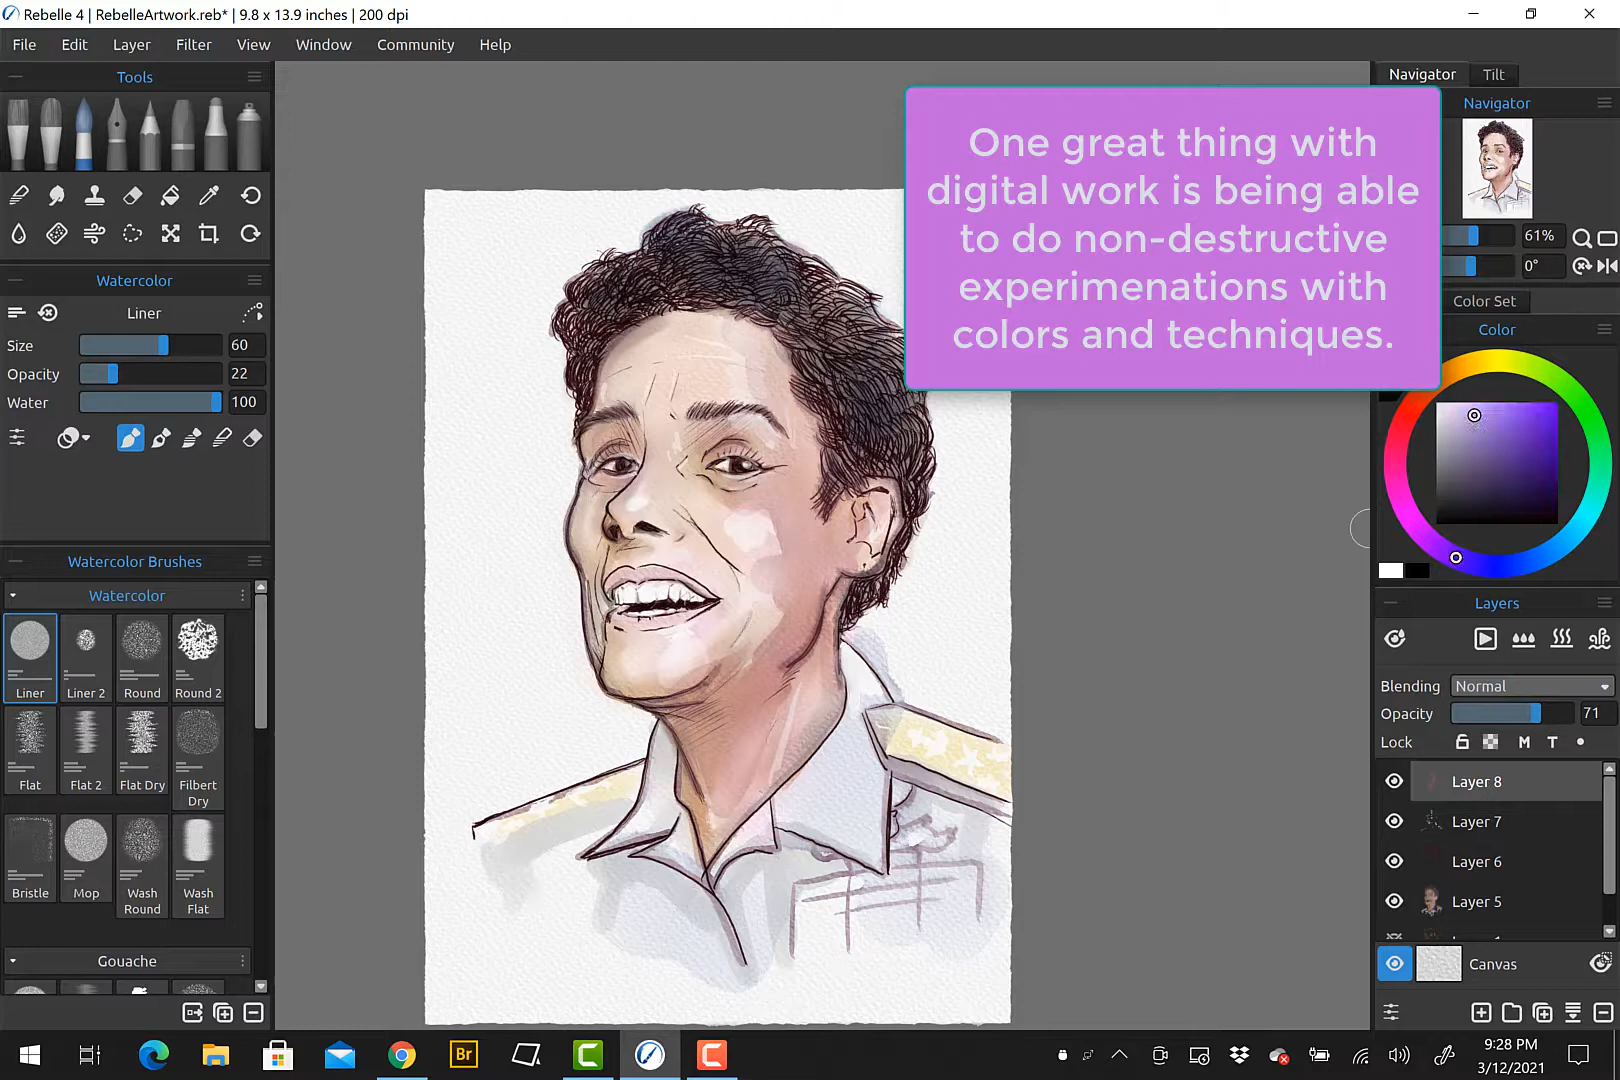 Rebelle 4 | RebelleArtwork.reb* | 9.8 x 13.9 inches | 200 dpi
File Edit Layer Filter View Window Community Help
Tools
Navigator Tilt
Navigator
One great thing with
digital work is being able
to do non-destructive
experimenations with
colors and techniques.
61%
0°
Watercolor
Liner
Size 60
Opacity 22
Water 100
Color Set
Color
Watercolor Brushes
Watercolor
Liner Liner 2 Round Round 2
Flat Flat 2 Flat Dry Filbert
Dry
Bristle Mop Wash Wash
Round Flat
Gouache
Layers
Blending Normal
Opacity 71
Lock M T
Layer 8
Layer 7
Layer 6
Layer 5
Canvas
Br
C
C
9:28 PM
3/12/2021